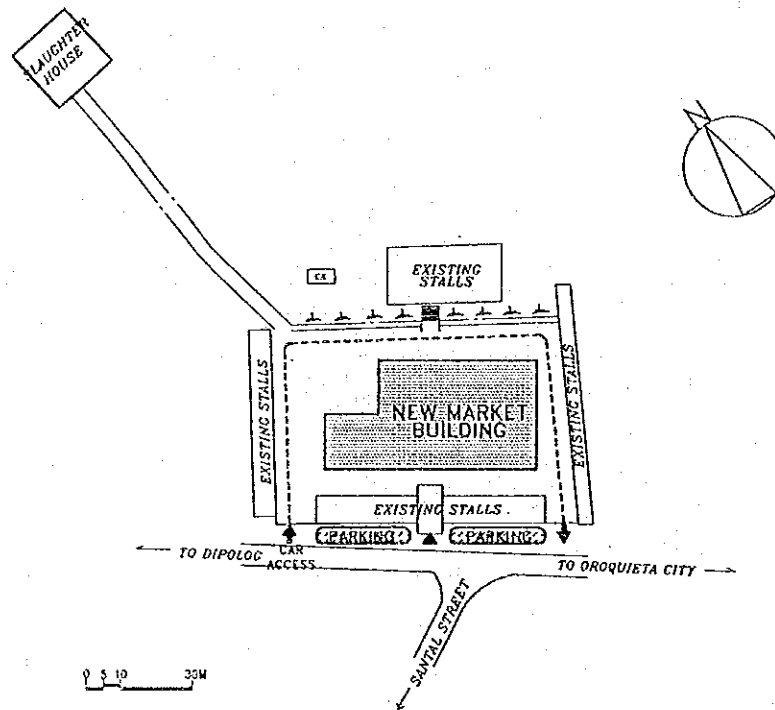 SLAUGHTER
HOUSE
EXISTING
STALLS
EXISTING STALLS
EXISTING STALLS
NEW MARKET
BUILDING
EXISTING STALLS
PARKING
PARKING
TO DIPOLOG
CAR
ACCESS
TO OROQUIETA CITY
SANTAL STREET
0 5 10 30M